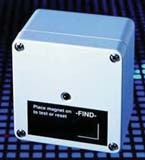 Place magnet on
to test or reset
-FIND-